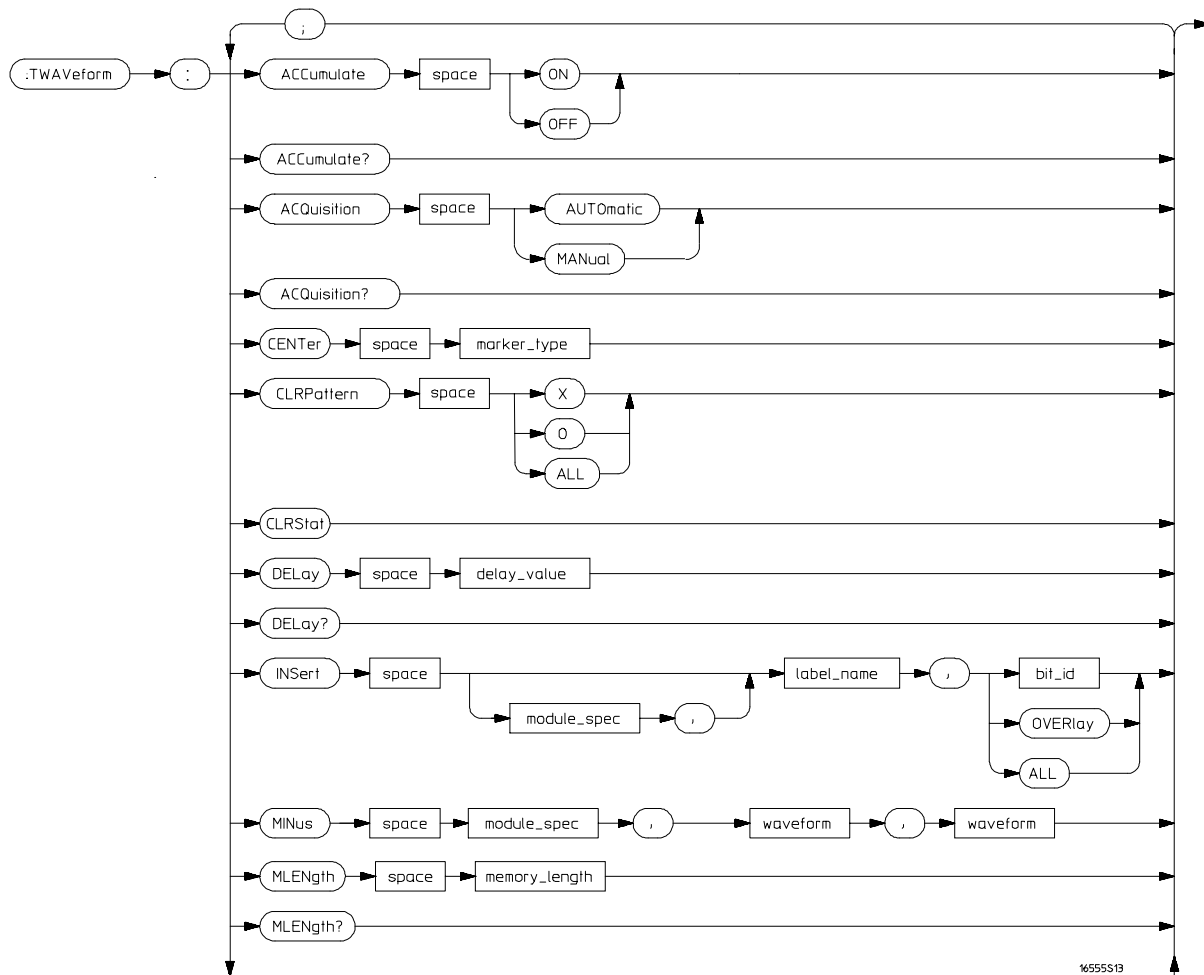 ;
:TWAVeform : ACCumulate space ON
OFF
ACCumulate?
ACQuisition space AUTOmatic
MANual
ACQuisition?
CENTer space marker_type
CLRPattern space X
O
ALL
CLRStat
DELay space delay_value
DELay?
INSert space label_name , bit_id
module_spec , OVERlay
ALL
MINus space module_spec , waveform , waveform
MLENgth space memory_length
MLENgth?
16555S13